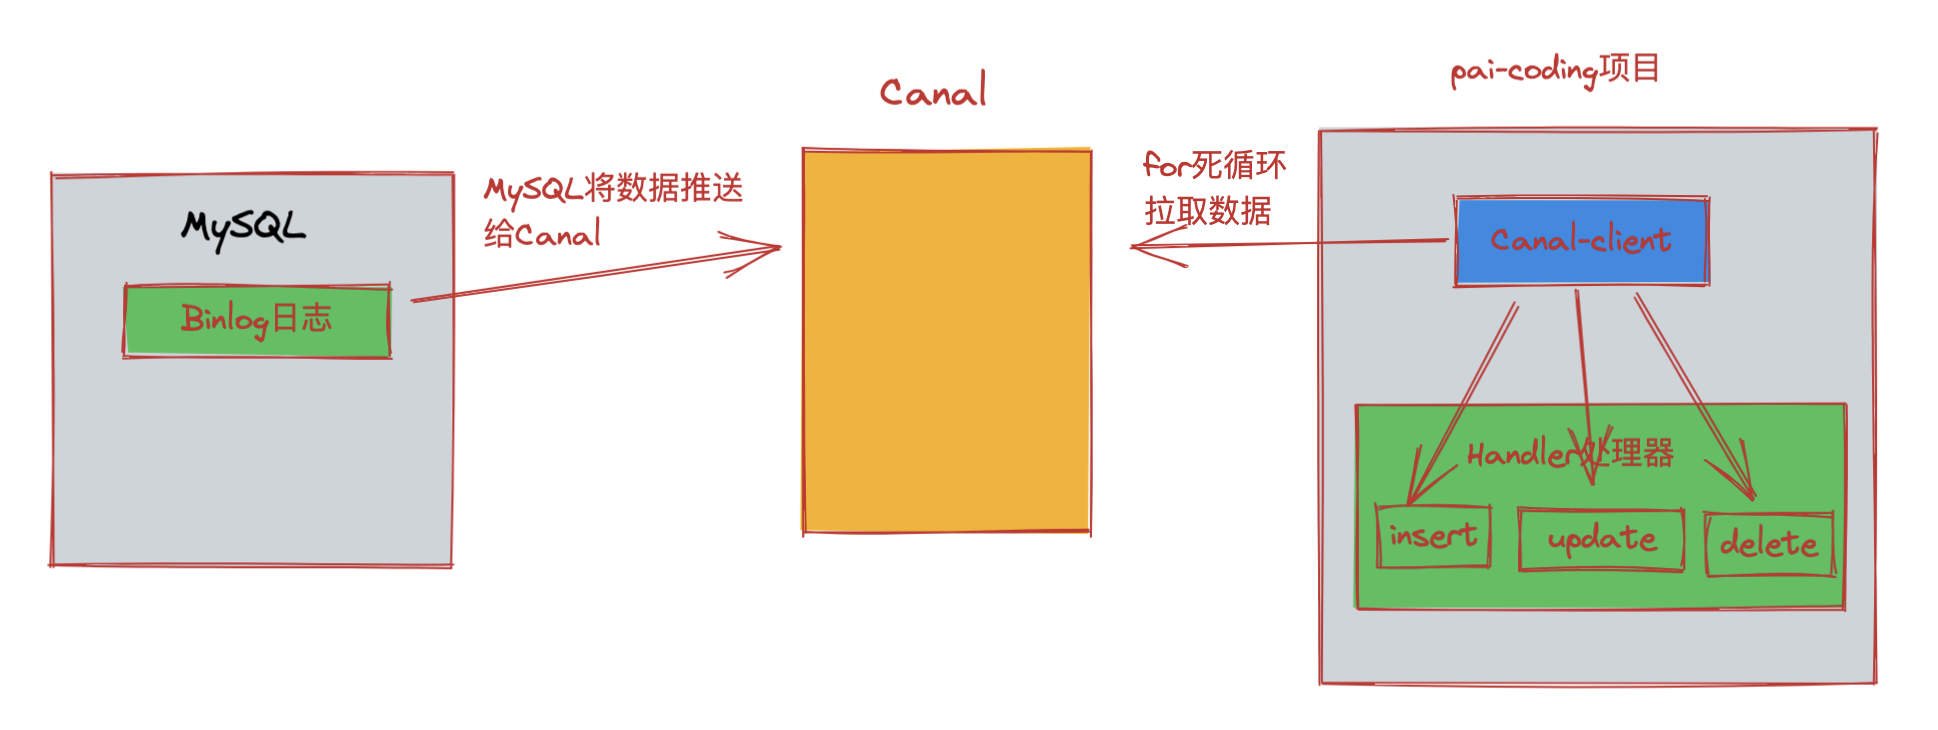 MySQL
Binlog日志
MySQL将数据推送
给Canal
Canal
for死循环
拉取数据
pai-coding项目
Canal-client
Handler处理器
insert
update
delete